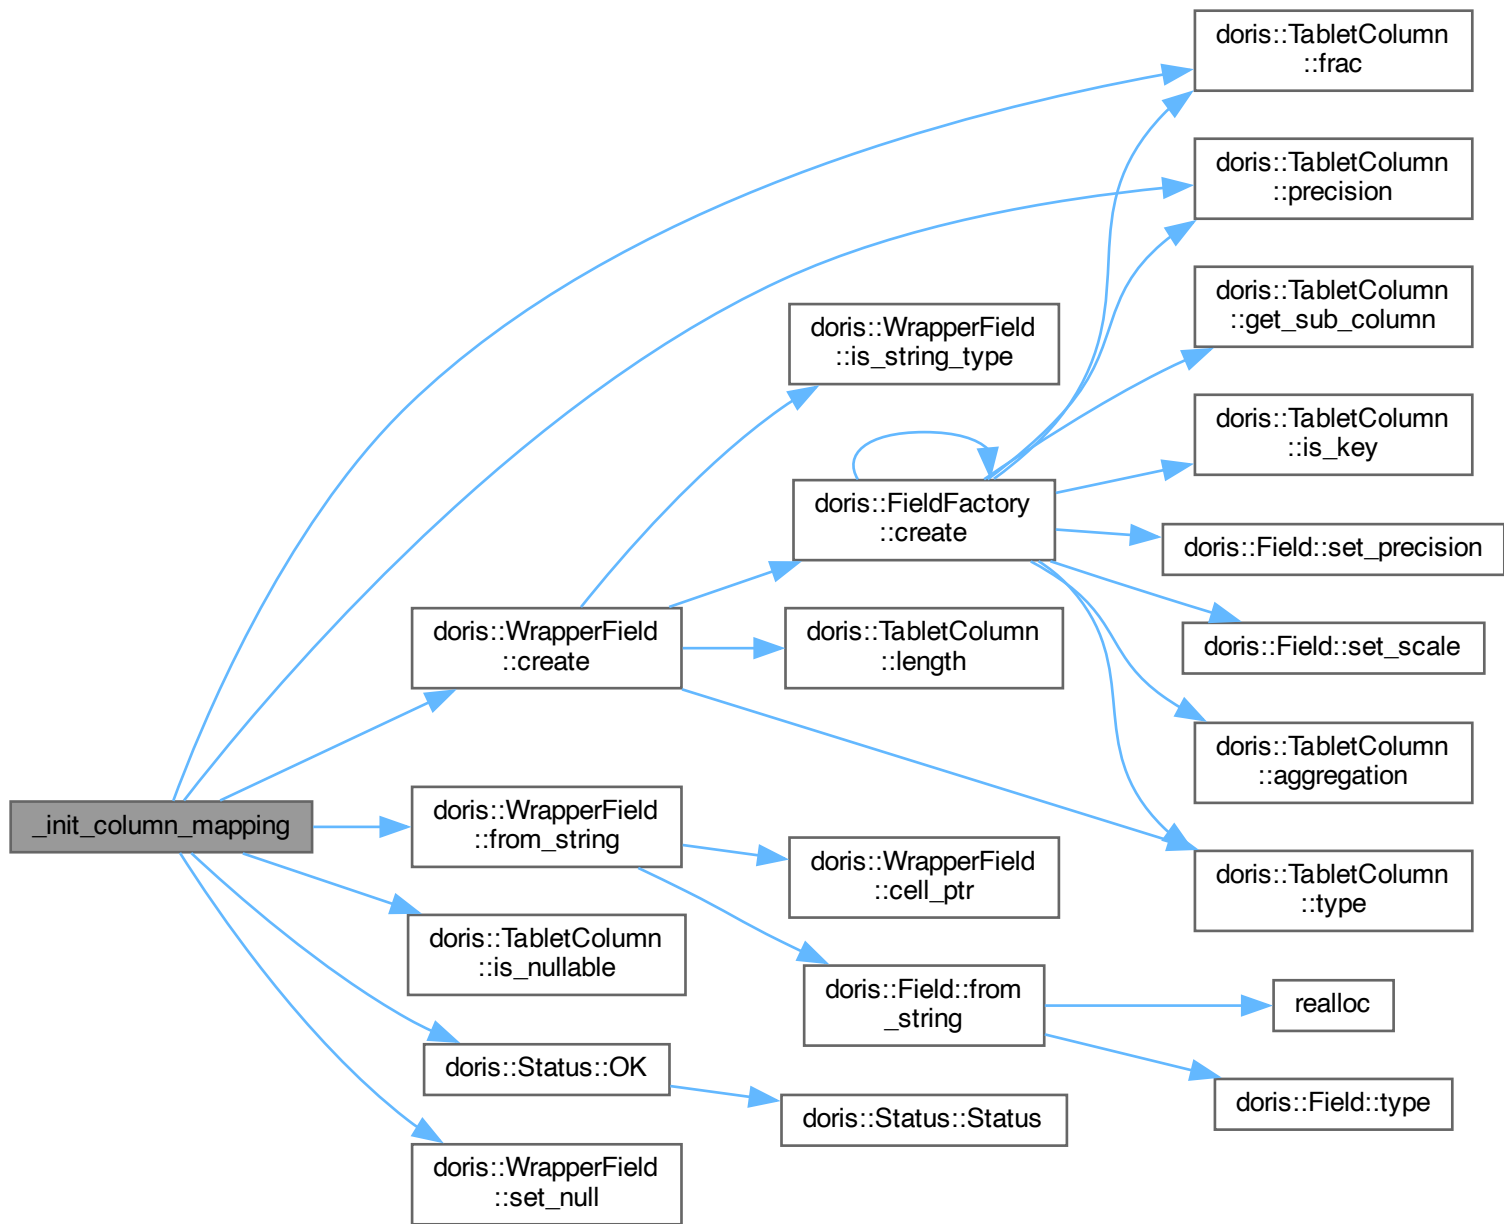 doris::TabletColumn
::frac
doris::TabletColumn
::precision
doris::TabletColumn
::get_sub_column
doris::WrapperField
::is_string_type
doris::TabletColumn
::is_key
doris::FieldFactory
::create
doris::Field::set_precision
doris::WrapperField
::create
doris::TabletColumn
::length
doris::Field::set_scale
doris::TabletColumn
::aggregation
_init_column_mapping
doris::WrapperField
::from_string
doris::WrapperField
::cell_ptr
doris::TabletColumn
::type
doris::TabletColumn
::is_nullable
doris::Field::from
_string
realloc
doris::Status::OK
doris::Field::type
doris::Status::Status
doris::WrapperField
::set_null